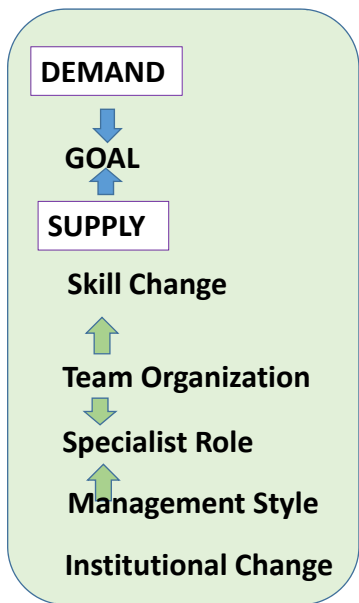 DEMAND
GOAL
SUPPLY
Skill Change
Team Organization
Specialist Role
Management Style
Institutional Change